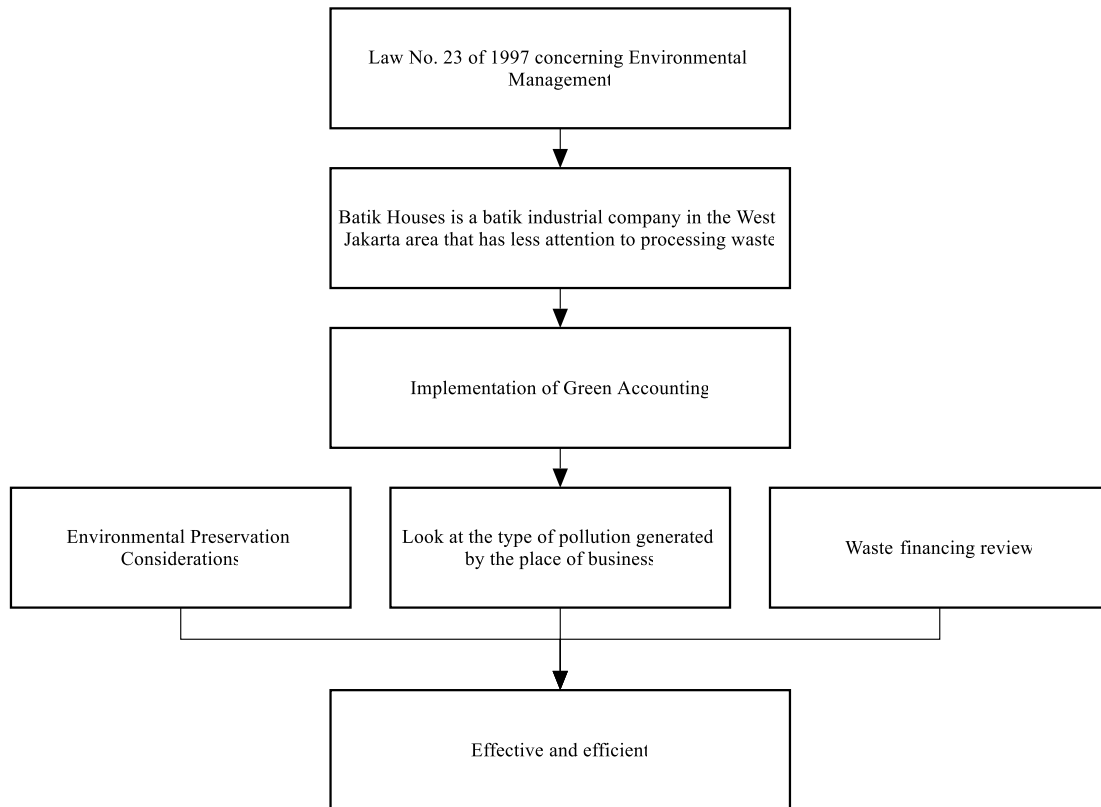 Law No. 23 of 1997 concerning Environmental
Management
Batik Houses is a batik industrial company in the West
Jakarta area that has less attention to processing waste
Implementation of Green Accounting
Environmental Preservation
Considerations
Look at the type of pollution generated
by the place of business
Waste financing review
Effective and efficient